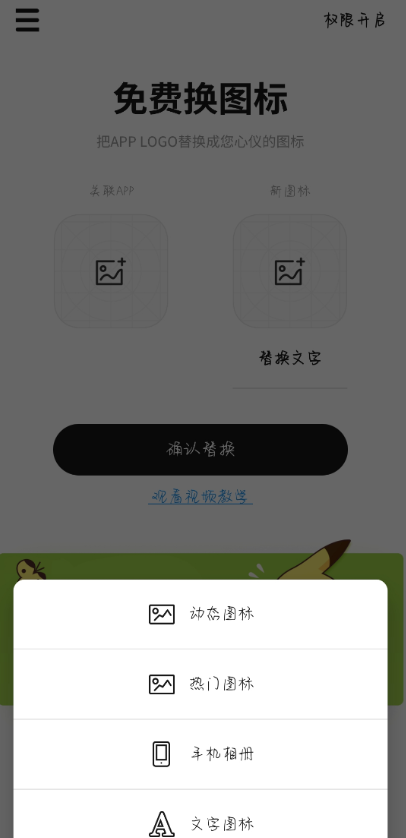 权限开启
免费换图标
把APP LOGO替换成您心仪的图标
关联APP
新图标
替换文字
确认替换
观看视频教学
动态图标
热门图标
手机相册
文字图标